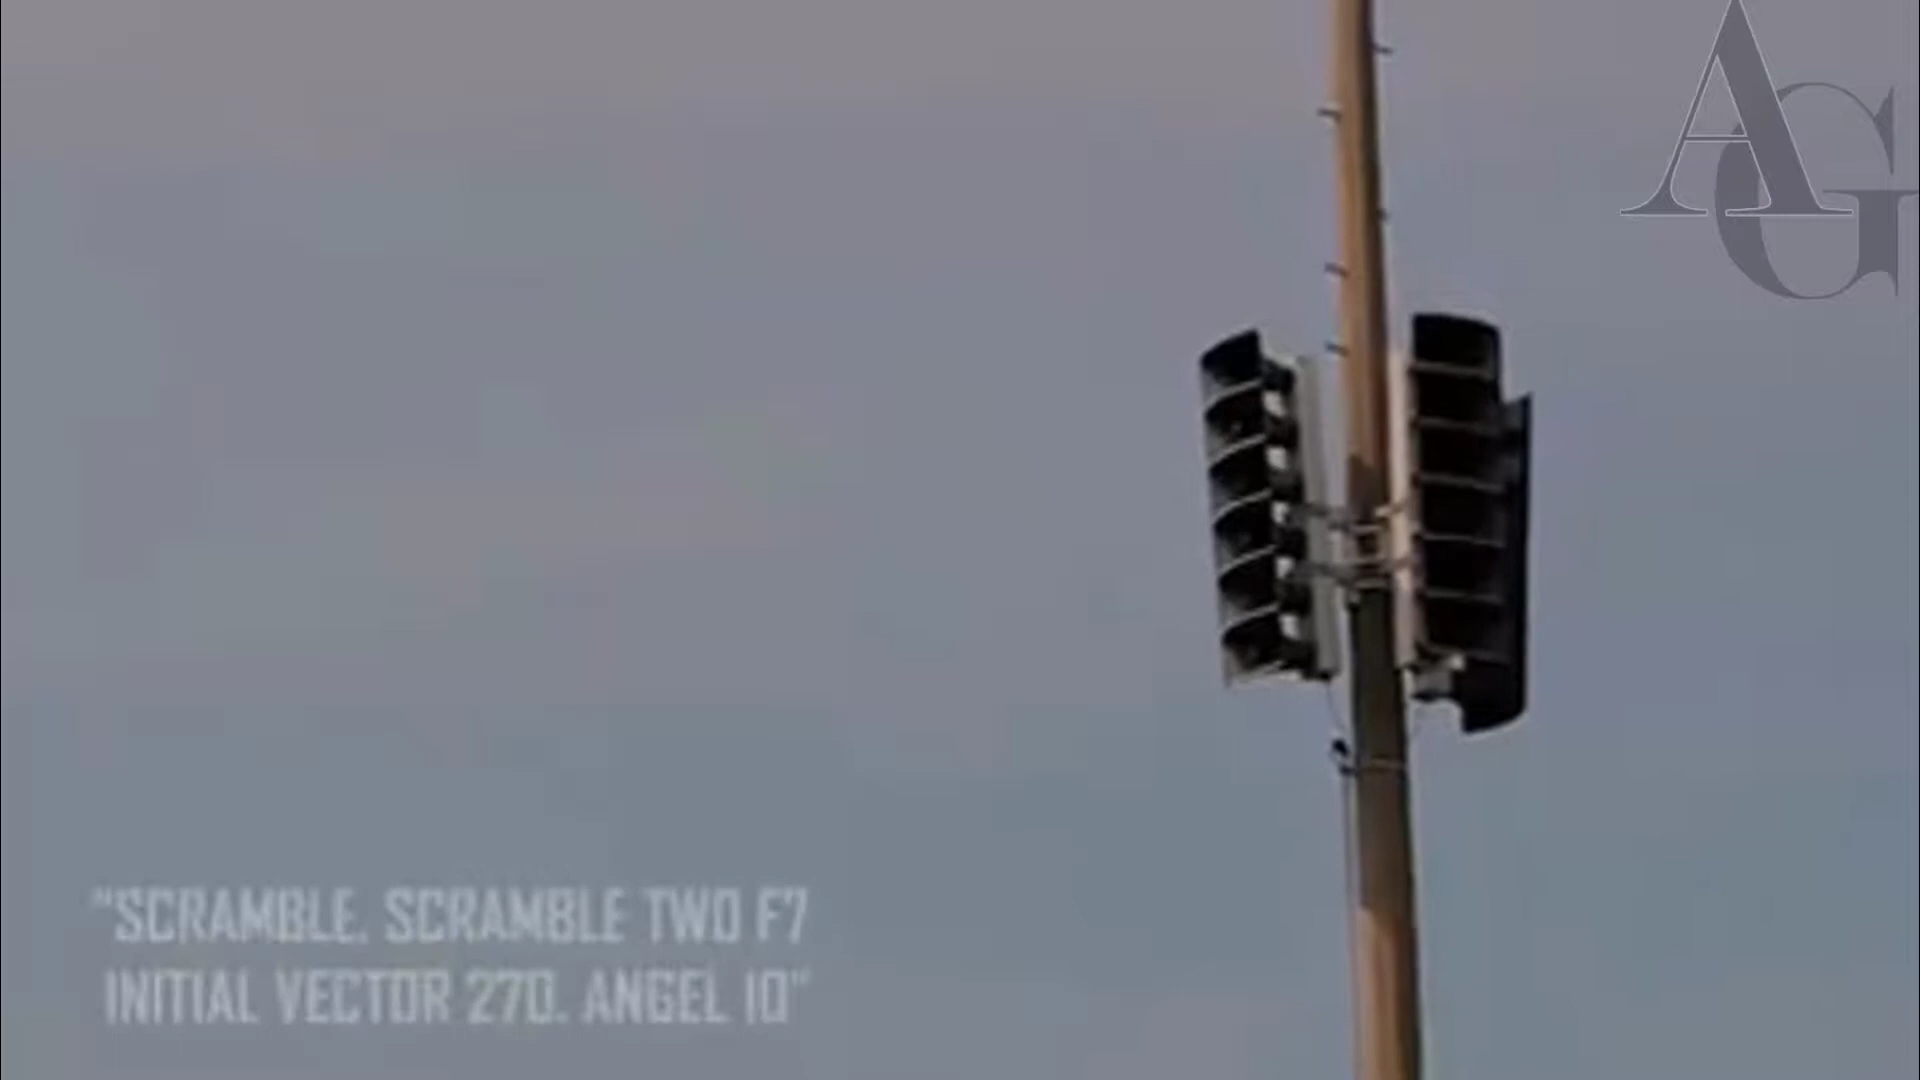 AG
"SCRAMBLE. SCRAMBLE TWO F7
INITIAL VECTOR 270. ANGEL 10"